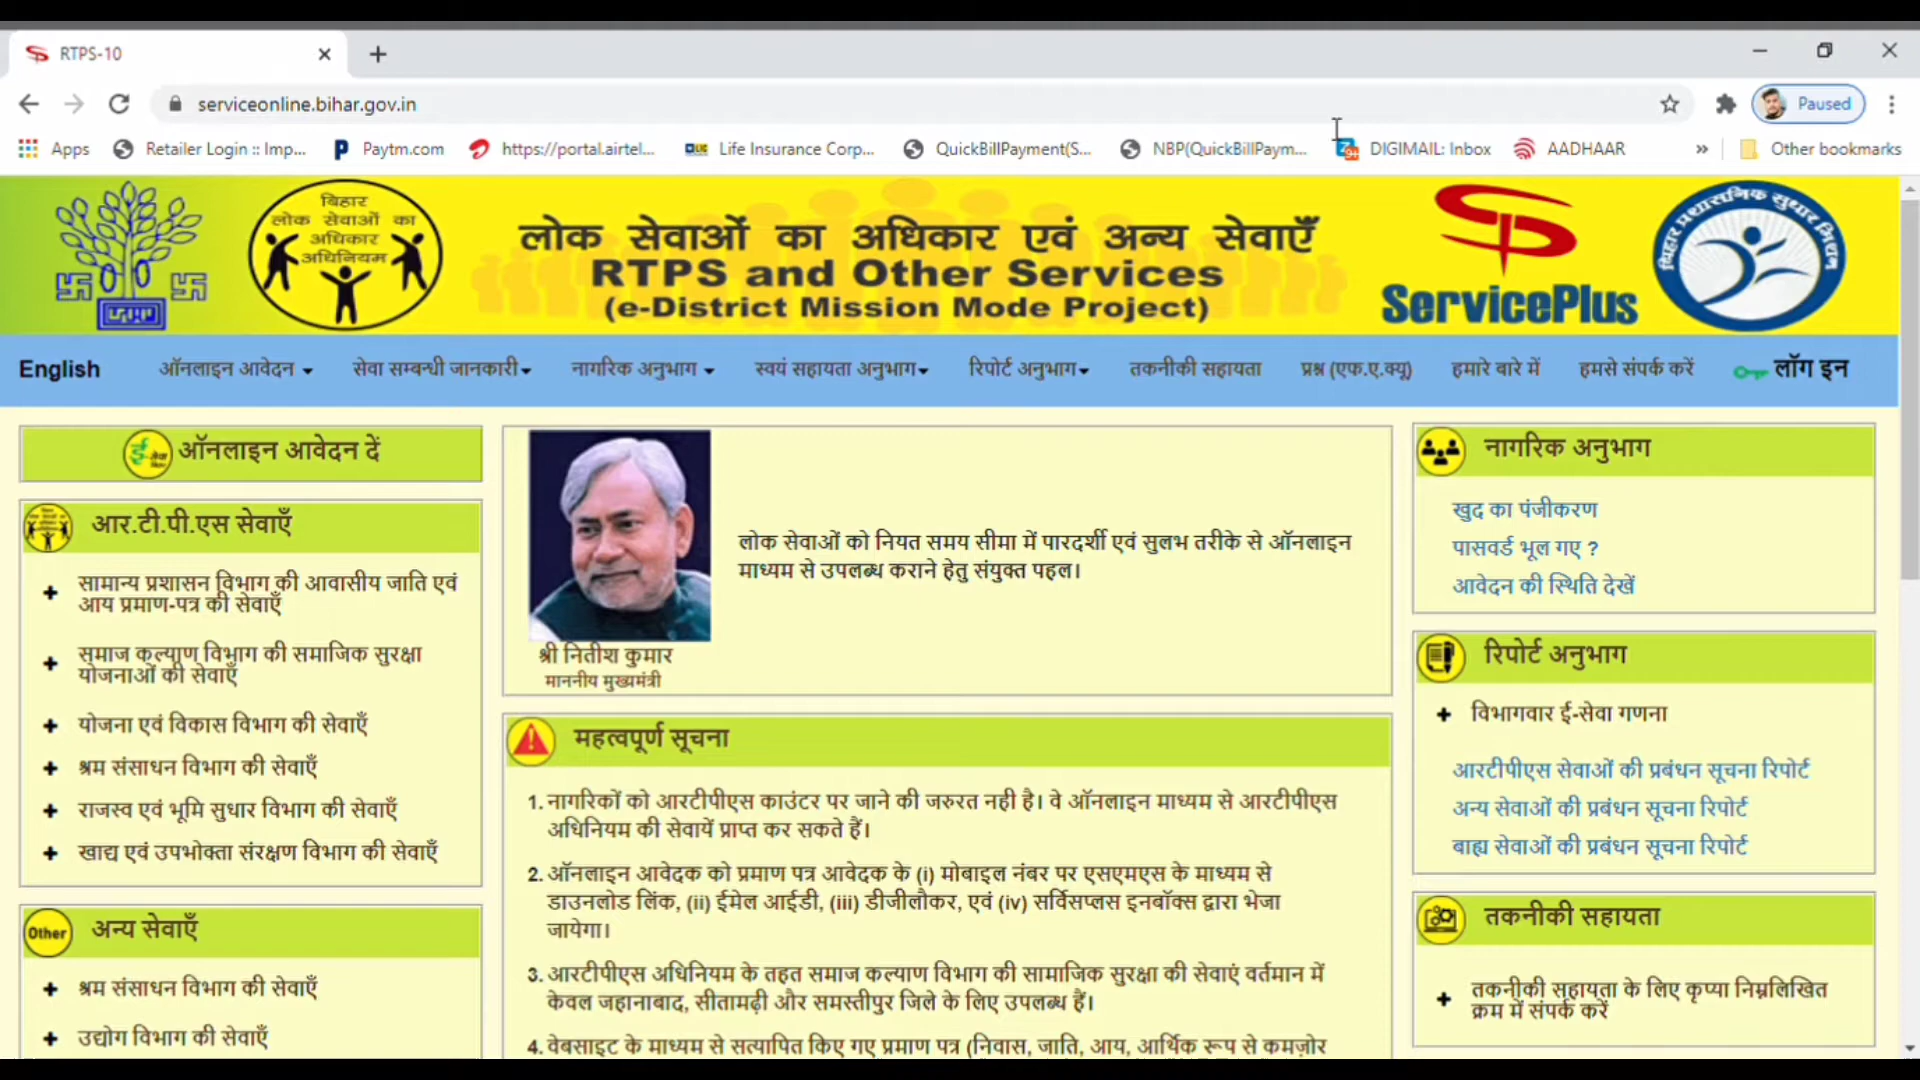 RTPS-10
serviceonline.bihar.gov.in
Paused
Apps
Retailer Login :: Imp...
Paytm.com
https://portal.airtel...
Life Insurance Corp...
QuickBillPayment(S...
NBP(QuickBillPaym...
DIGIMAIL: Inbox
AADHAAR
Other bookmarks
बिहार
लोक सेवाओं का
अधिकार
अधिनियम
लोक सेवाओं का अधिकार एवं अन्य सेवाएँ
RTPS and Other Services
(e-District Mission Mode Project)
ServicePlus
बिहार प्रशासनिक सुधार मिशन
English
ऑनलाइन आवेदन
सेवा सम्बन्धी जानकारी
नागरिक अनुभाग
स्वयं सहायता अनुभाग
रिपोर्ट अनुभाग
तकनीकी सहायता
प्रश्न (एफ.ए.क्यू)
हमारे बारे में
हमसे संपर्क करें
लॉग इन
ऑनलाइन आवेदन दें
आर.टी.पी.एस सेवाएँ
सामान्य प्रशासन विभाग की आवासीय जाति एवं
आय प्रमाण-पत्र की सेवाएँ
समाज कल्याण विभाग की समाजिक सुरक्षा
योजनाओं की सेवाएँ
योजना एवं विकास विभाग की सेवाएँ
श्रम संसाधन विभाग की सेवाएँ
राजस्व एवं भूमि सुधार विभाग की सेवाएँ
खाद्य एवं उपभोक्ता संरक्षण विभाग की सेवाएँ
Other
अन्य सेवाएँ
श्रम संसाधन विभाग की सेवाएँ
उद्योग विभाग की सेवाएँ
लोक सेवाओं को नियत समय सीमा में पारदर्शी एवं सुलभ तरीके से ऑनलाइन
माध्यम से उपलब्ध कराने हेतु संयुक्त पहल।
श्री नितीश कुमार
माननीय मुख्यमंत्री
महत्वपूर्ण सूचना
1. नागरिकों को आरटीपीएस काउंटर पर जाने की जरुरत नही है। वे ऑनलाइन माध्यम से आरटीपीएस
अधिनियम की सेवायें प्राप्त कर सकते हैं।
2. ऑनलाइन आवेदक को प्रमाण पत्र आवेदक के (i) मोबाइल नंबर पर एसएमएस के माध्यम से
डाउनलोड लिंक, (ii) ईमेल आईडी, (iii) डीजीलौकर, एवं (iv) सर्विसप्लस इनबॉक्स द्वारा भेजा
जायेगा।
3. आरटीपीएस अधिनियम के तहत समाज कल्याण विभाग की सामाजिक सुरक्षा की सेवाएं वर्तमान में
केवल जहानाबाद, सीतामढ़ी और समस्तीपुर जिले के लिए उपलब्ध हैं।
4. वेबसाइट के माध्यम से सत्यापित किए गए प्रमाण पत्र (निवास, जाति, आय, आर्थिक रूप से कमज़ोर
नागरिक अनुभाग
खुद का पंजीकरण
पासवर्ड भूल गए ?
आवेदन की स्थिति देखें
रिपोर्ट अनुभाग
विभागवार ई-सेवा गणना
आरटीपीएस सेवाओं की प्रबंधन सूचना रिपोर्ट
अन्य सेवाओं की प्रबंधन सूचना रिपोर्ट
बाह्य सेवाओं की प्रबंधन सूचना रिपोर्ट
तकनीकी सहायता
तकनीकी सहायता के लिए कृप्या निम्नलिखित
क्रम में संपर्क करें